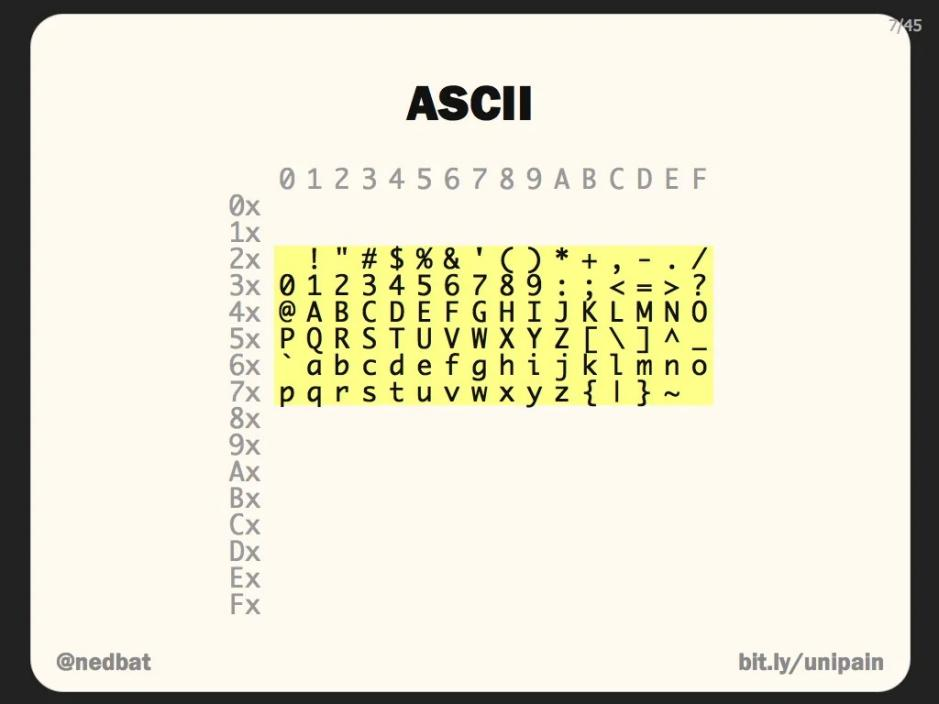 7/45
ASCII
0 1 2 3 4 5 6 7 8 9 A B C D E F
0x
1x
2x ! " # $ % & ' ( ) * + , - . /
3x 0 1 2 3 4 5 6 7 8 9 : ; < = > ?
4x @ A B C D E F G H I J K L M N O
5x P Q R S T U V W X Y Z [ \ ] ^ _
6x ` a b c d e f g h i j k l m n o
7x p q r s t u v w x y z { | } ~
8x
9x
Ax
Bx
Cx
Dx
Ex
Fx
@nedbat bit.ly/unipain